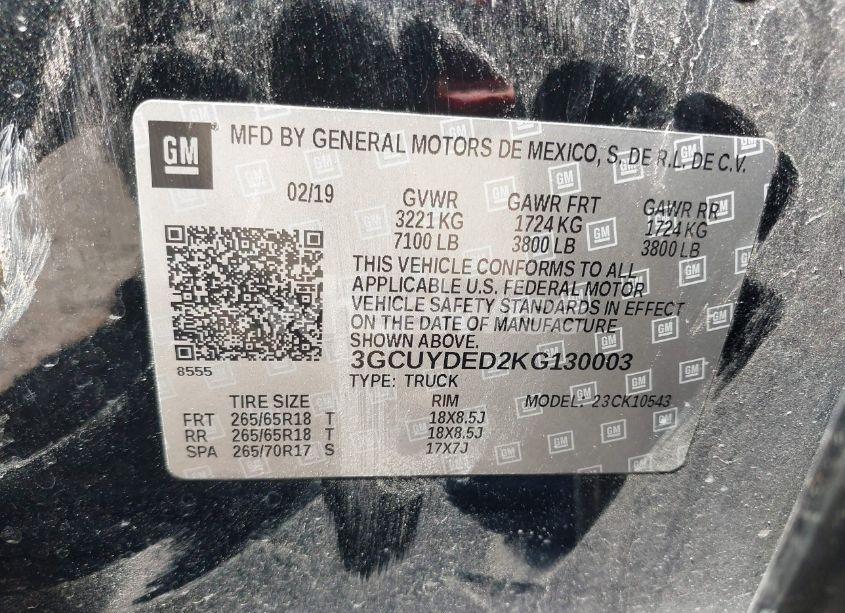 GM MFD BY GENERAL MOTORS DE MEXICO, S. DE R.L. DE C.V.
02/19 GVWR GAWR FRT GAWR RR
3221 KG 1724 KG 1724 KG
7100 LB 3800 LB 3800 LB
THIS VEHICLE CONFORMS TO ALL
APPLICABLE U.S. FEDERAL MOTOR
VEHICLE SAFETY STANDARDS IN EFFECT
ON THE DATE OF MANUFACTURE
SHOWN ABOVE.
8555 3GCUYDED2KG130003
TYPE: TRUCK
TIRE SIZE RIM MODEL: 23CK10543
FRT 265/65R18 T 18X8.5J
RR 265/65R18 T 18X8.5J
SPA 265/70R17 S 17X7J